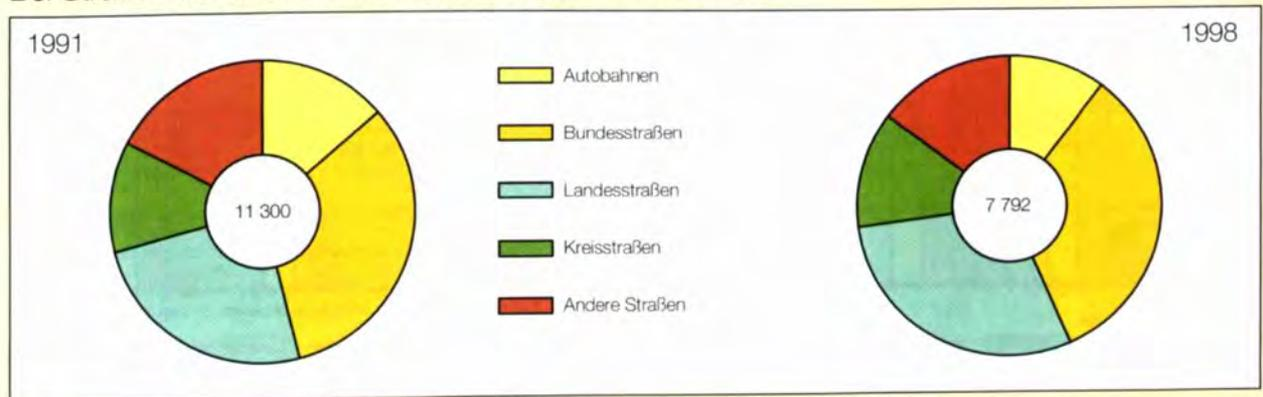 1991
1998
Autobahnen
Bundesstraßen
Landesstraßen
Kreisstraßen
Andere Straßen
11 300
7 792